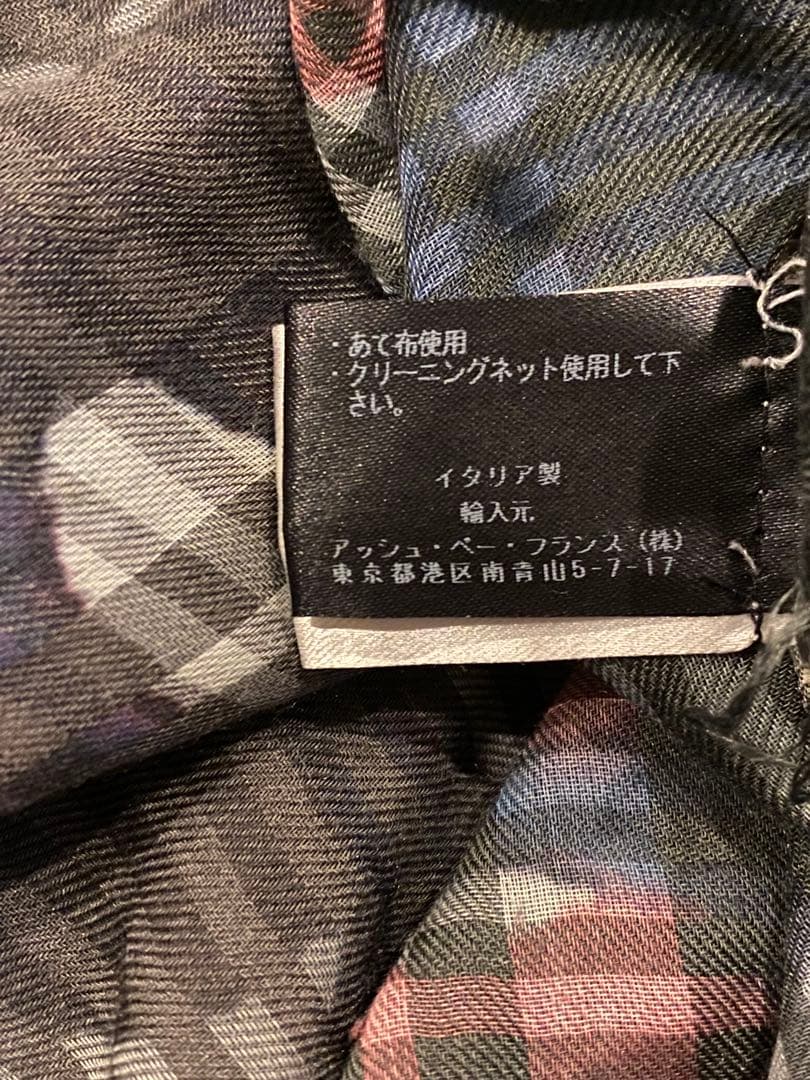 ・あて布使用
・クリーニングネット使用して下
さい。
イタリア製
輸入元
アッシュ・ペー・フランス（株）
東京都港区南青山5-7-17